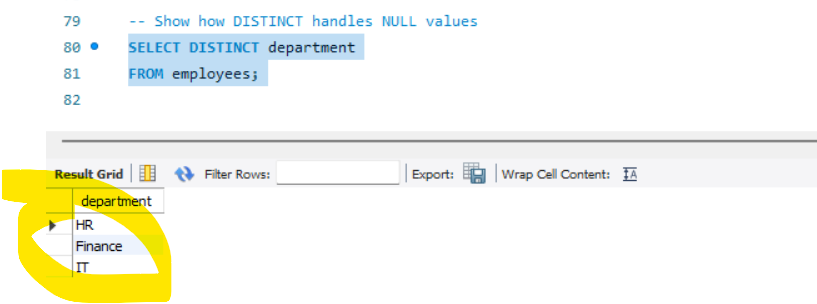 79 -- Show how DISTINCT handles NULL values
80 SELECT DISTINCT department
81 FROM employees;
82
Result Grid Filter Rows: Export: Wrap Cell Content: IA
department
HR
Finance
IT